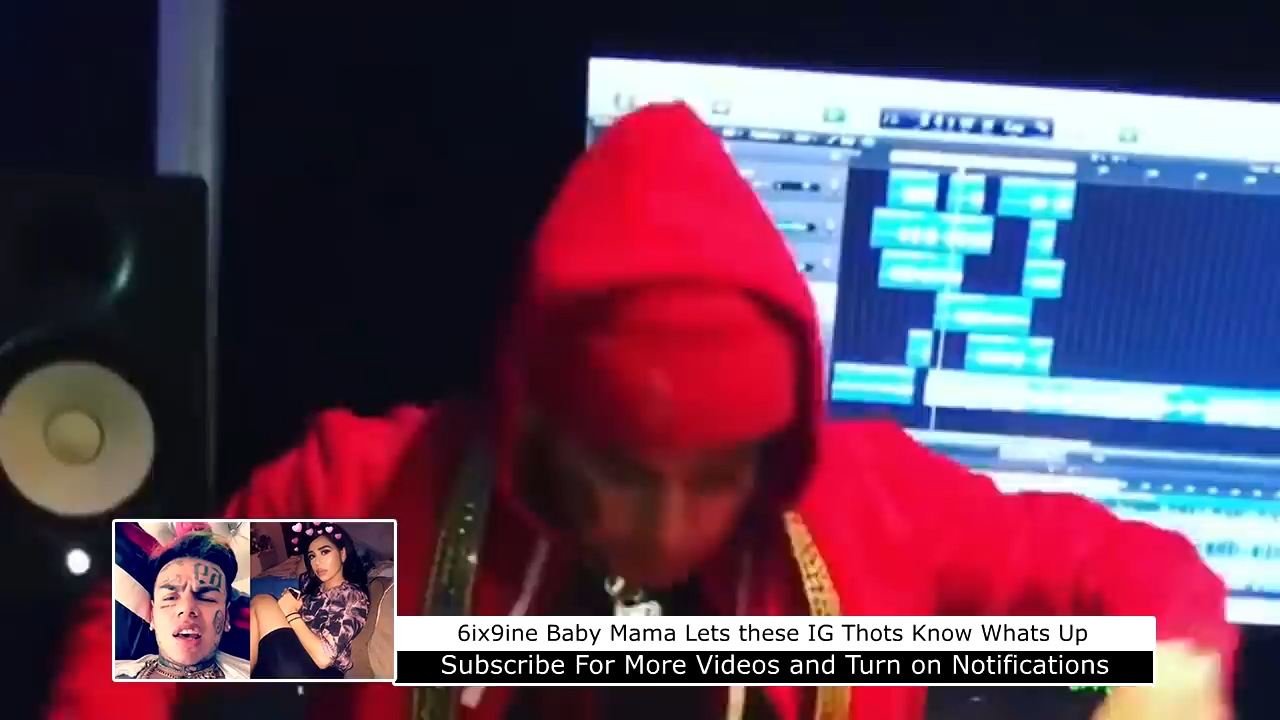 6ix9ine Baby Mama Lets these IG Thots Know Whats Up
Subscribe For More Videos and Turn on Notifications